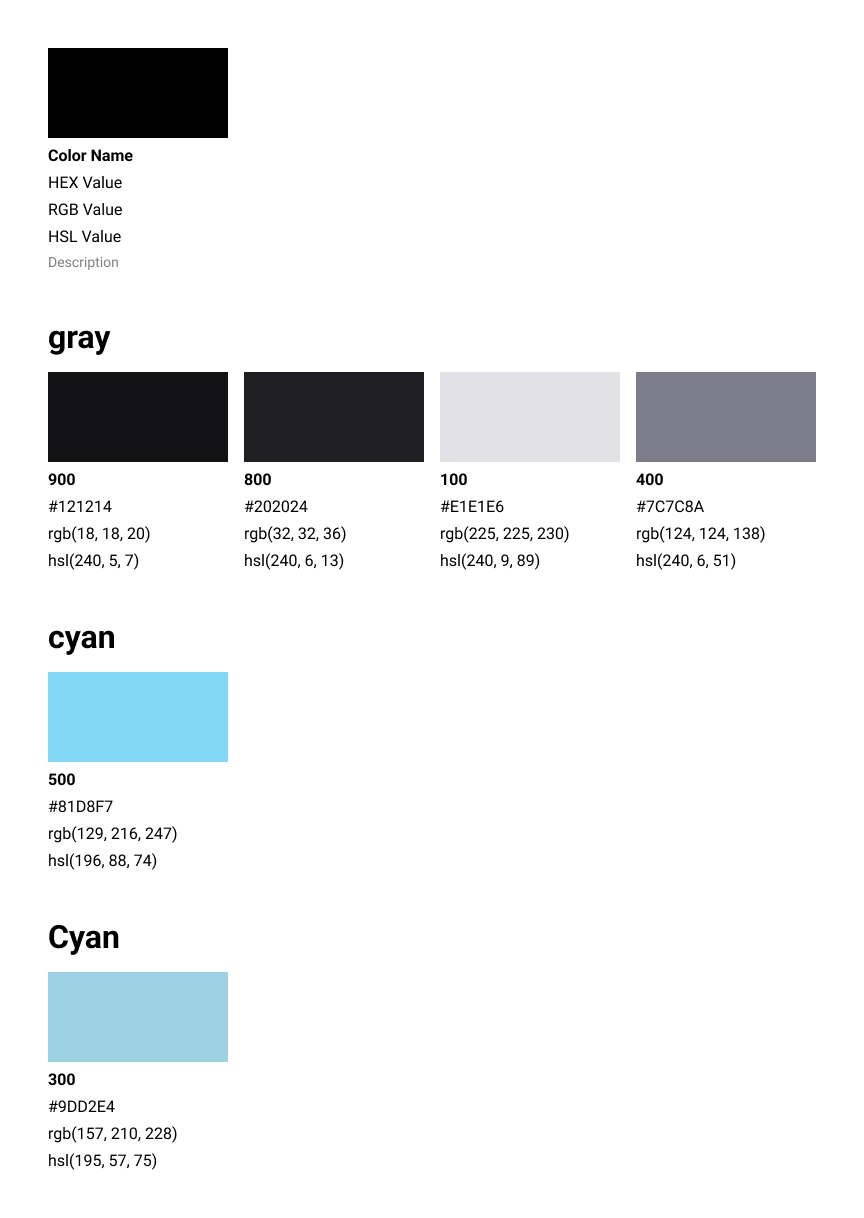 Color Name
HEX Value
RGB Value
HSL Value
Description
gray
900
#121214
rgb(18, 18, 20)
hsl(240, 5, 7)
800
#202024
rgb(32, 32, 36)
hsl(240, 6, 13)
100
#E1E1E6
rgb(225, 225, 230)
hsl(240, 9, 89)
400
#7C7C8A
rgb(124, 124, 138)
hsl(240, 6, 51)
cyan
500
#81D8F7
rgb(129, 216, 247)
hsl(196, 88, 74)
Cyan
300
#9DD2E4
rgb(157, 210, 228)
hsl(195, 57, 75)